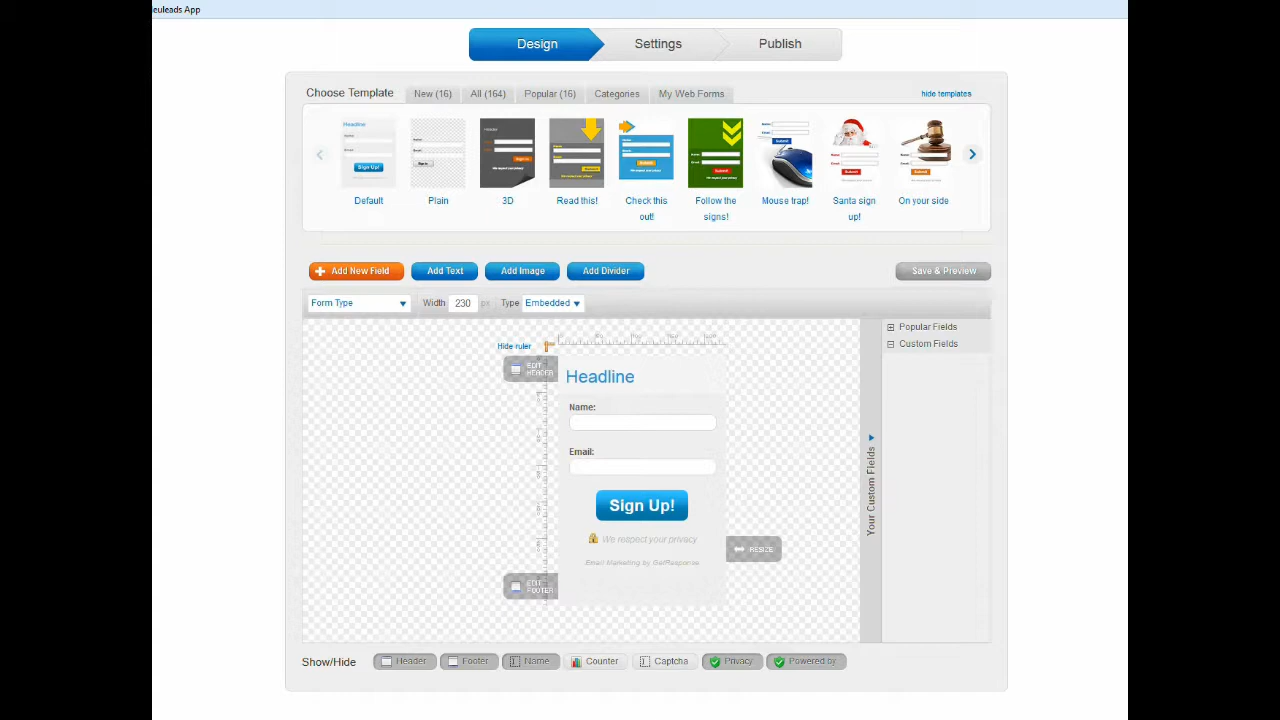 euleads App
Design Settings Publish
Choose Template New (16) All (164) Popular (16) Categories My Web Forms hide templates
Default Plain 3D Read this! Check this out! Follow the signs! Mouse trap! Santa sign up! On your side
Add New Field Add Text Add Image Add Divider Save & Preview
Form Type Width 230 px Type Embedded
Popular Fields
Custom Fields
Hide ruler
EDIT HEADER
Headline
Name:
Email:
Sign Up!
We respect your privacy
RESIZE
Email Marketing by GetResponse
EDIT FOOTER
Your Custom Fields
Show/Hide Header Footer Name Counter Captcha Privacy Powered by